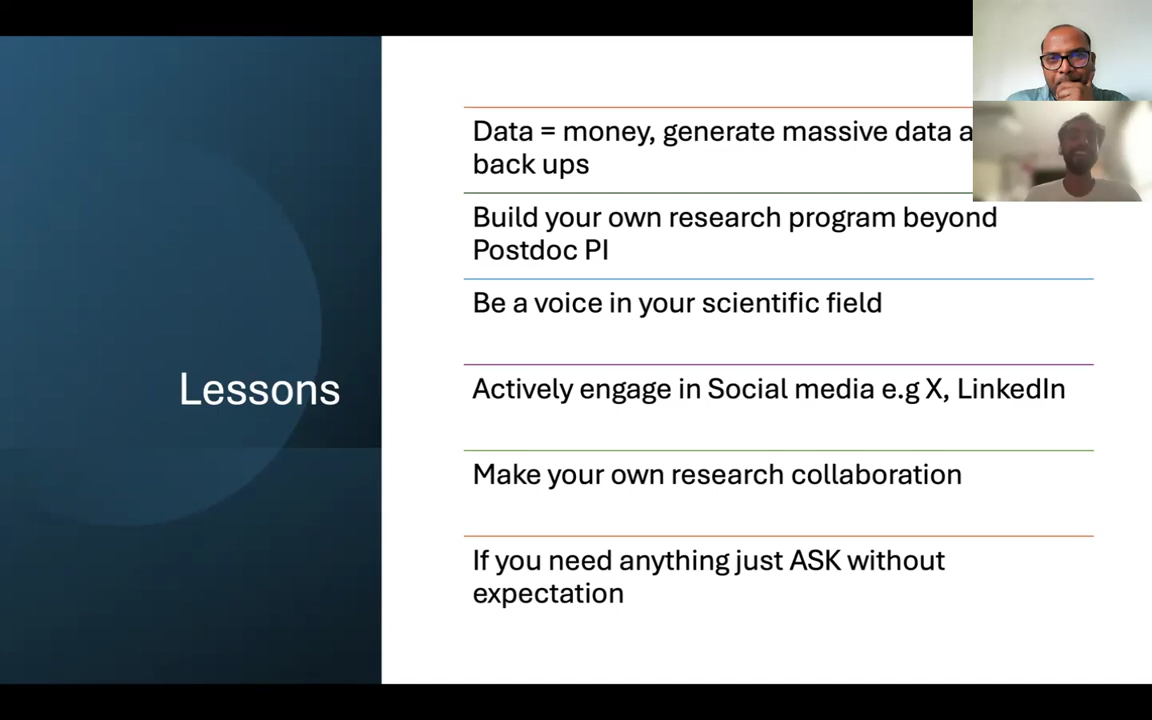 Lessons
Data = money, generate massive data
back ups
Build your own research program beyond
Postdoc PI
Be a voice in your scientific field
Actively engage in Social media e.g X, LinkedIn
Make your own research collaboration
If you need anything just ASK without
expectation